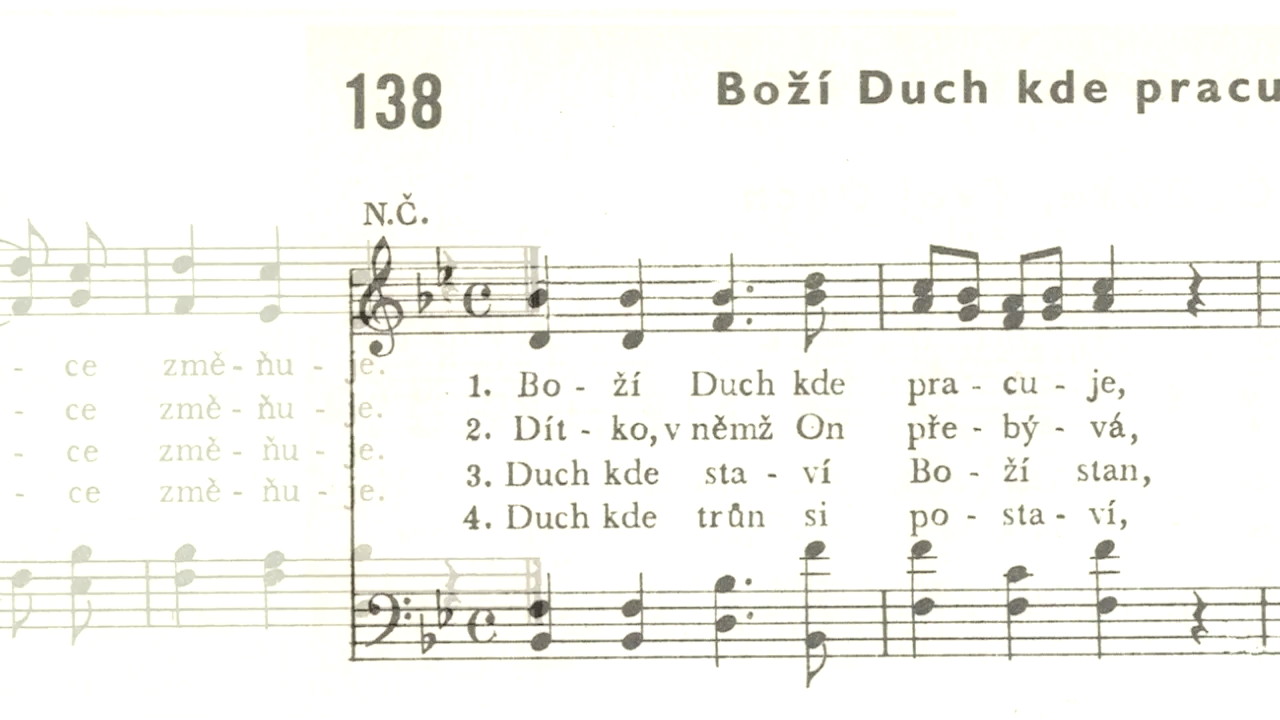 138
Boží Duch kde pracu
N.Č.
- ce změ - ňu - je.
- ce změ - ňu - je.
- ce změ - ňu - je.
- ce změ - ňu - je.
1. Bo - ží Duch kde pra - cu - je,
2. Dít - ko, v němž On pře - bý - vá,
3. Duch kde sta - ví Bo - ží stan,
4. Duch kde trůn si po - sta - ví,